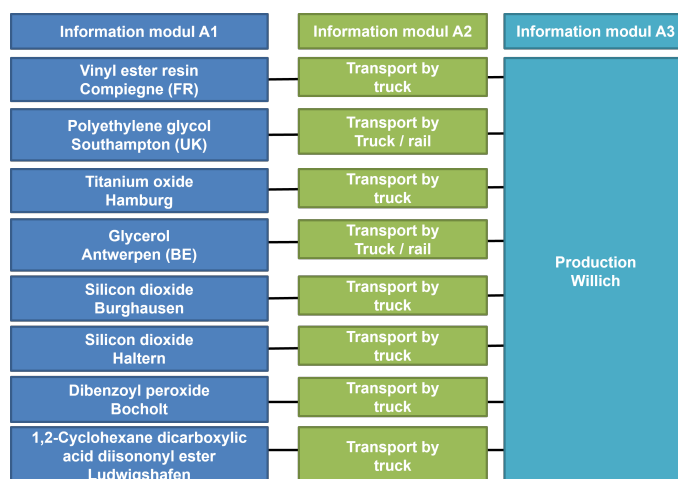 Information modul A1
Information modul A2
Information modul A3
Vinyl ester resin
Compiegne (FR)
Transport by
truck
Polyethylene glycol
Southampton (UK)
Transport by
Truck / rail
Titanium oxide
Hamburg
Transport by
truck
Glycerol
Antwerpen (BE)
Transport by
Truck / rail
Silicon dioxide
Burghausen
Transport by
truck
Silicon dioxide
Haltern
Transport by
truck
Dibenzoyl peroxide
Bocholt
Transport by
truck
1,2-Cyclohexane dicarboxylic
acid diisononyl ester
Ludwigshafen
Transport by
truck
Production
Willich